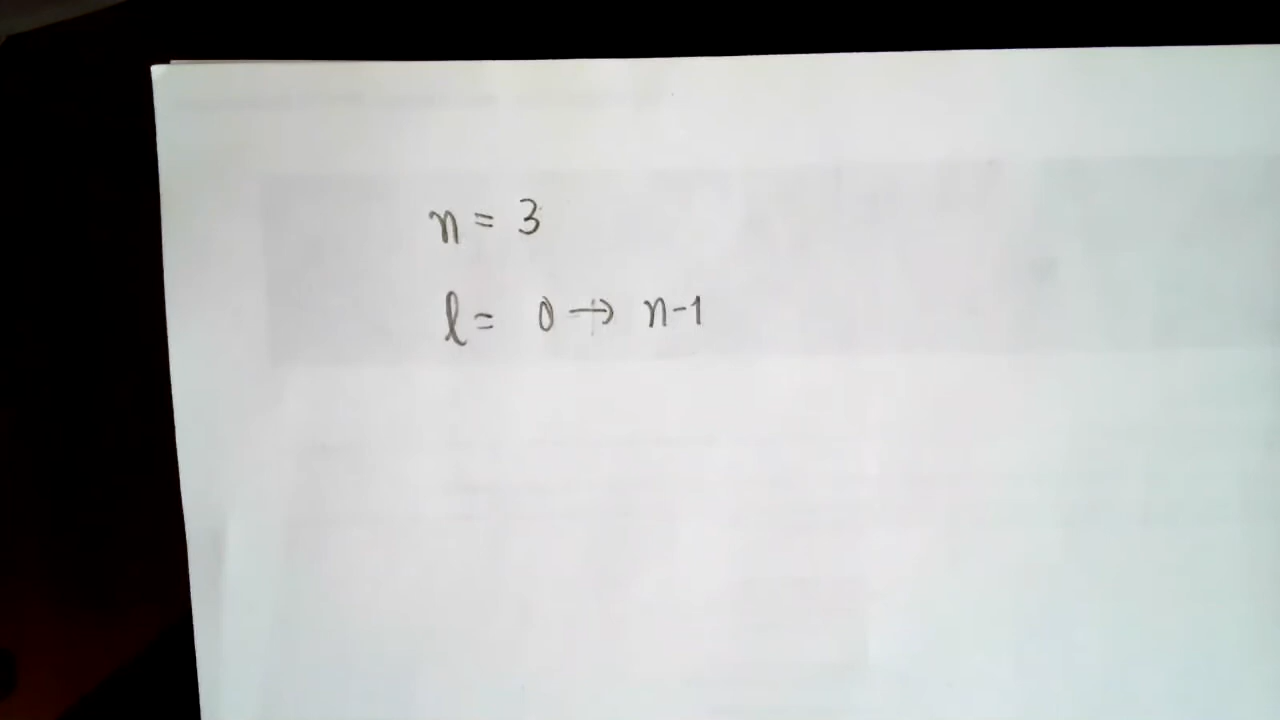 n = 3
l = 0 → n-1